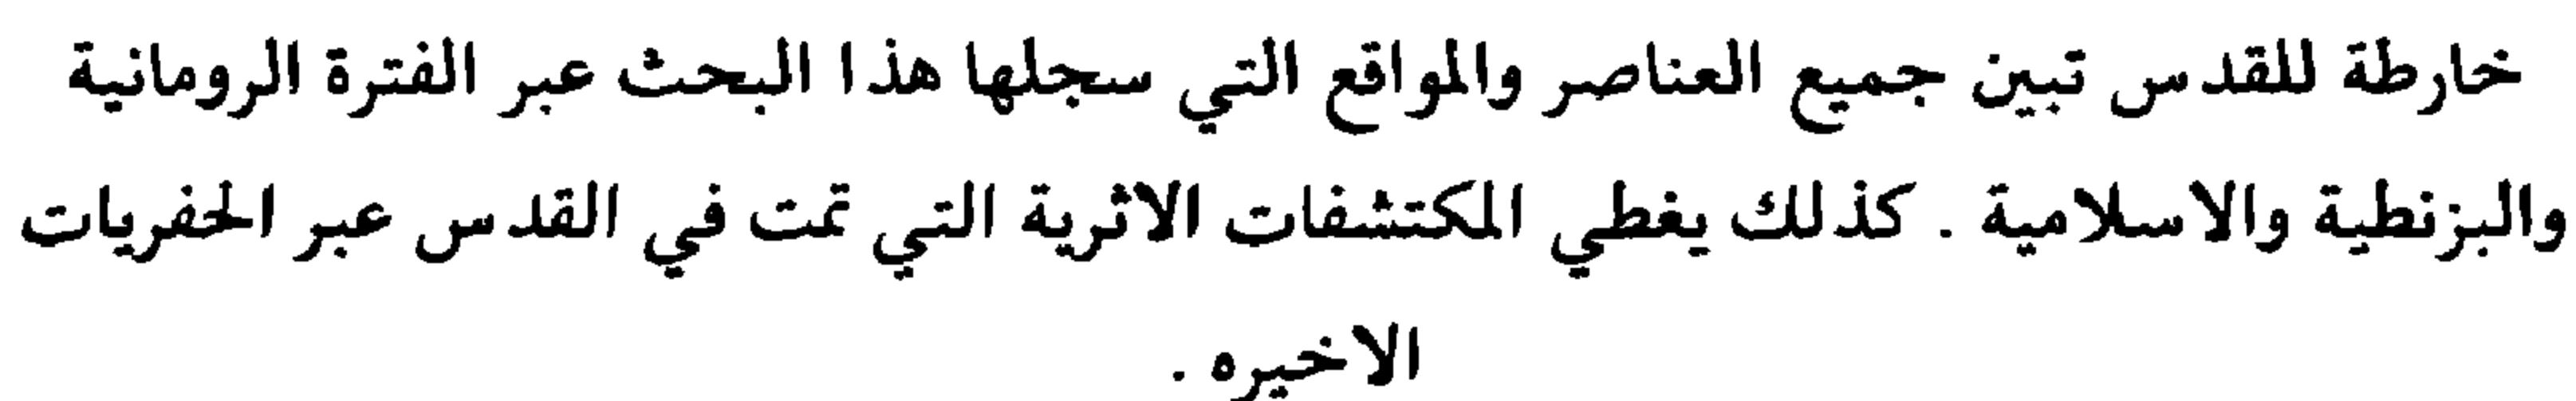 خارطة للقدس تبين جميع العناصر والمواقع التي سجلها هذا البحث عبر الفترة الرومانية
والبزنطية والاسلامية . كذلك يغطي المكتشفات الاثرية التي تمت في القدس عبر الحفريات
الاخيره .